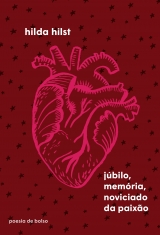 hilda hilst
júbilo,
memória,
noviciado
da paixão
poesia de bolso